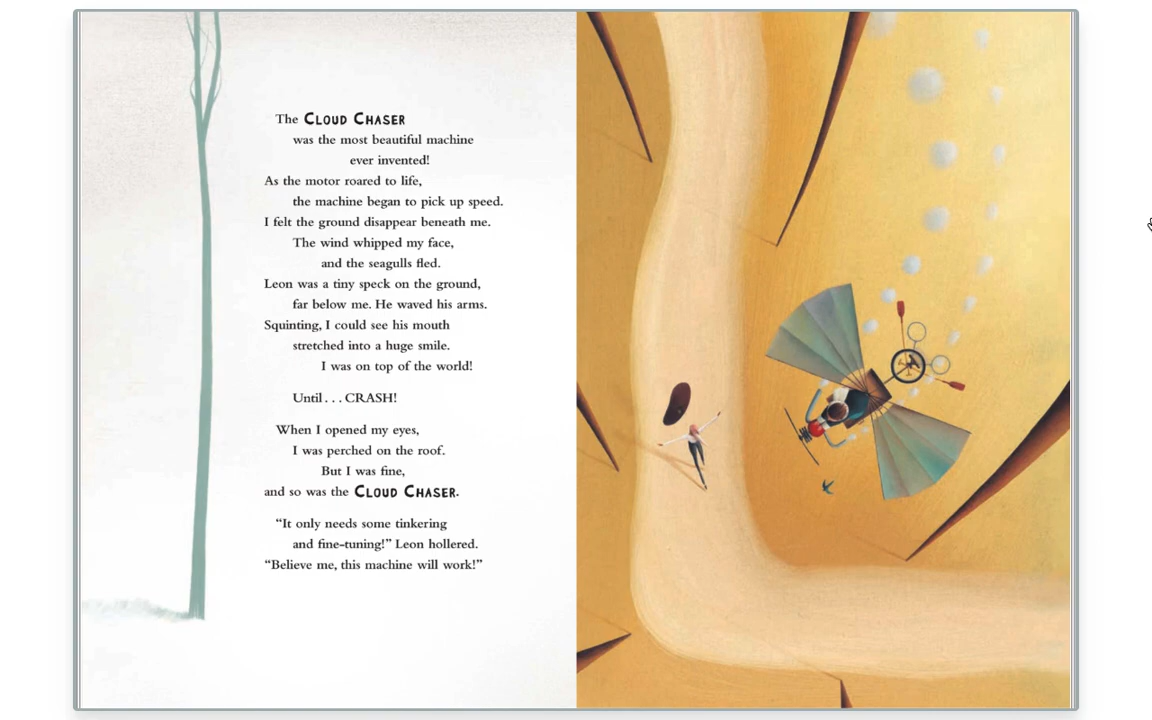 The CLOUD CHASER
was the most beautiful machine
ever invented!
As the motor roared to life,
the machine began to pick up speed.
I felt the ground disappear beneath me.
The wind whipped my face,
and the seagulls fled.
Leon was a tiny speck on the ground,
far below me. He waved his arms.
Squinting, I could see his mouth
stretched into a huge smile.
I was on top of the world!
Until . . . CRASH!
When I opened my eyes,
I was perched on the roof.
But I was fine,
and so was the CLOUD CHASER.
“It only needs some tinkering
and fine-tuning!” Leon hollered.
“Believe me, this machine will work!”